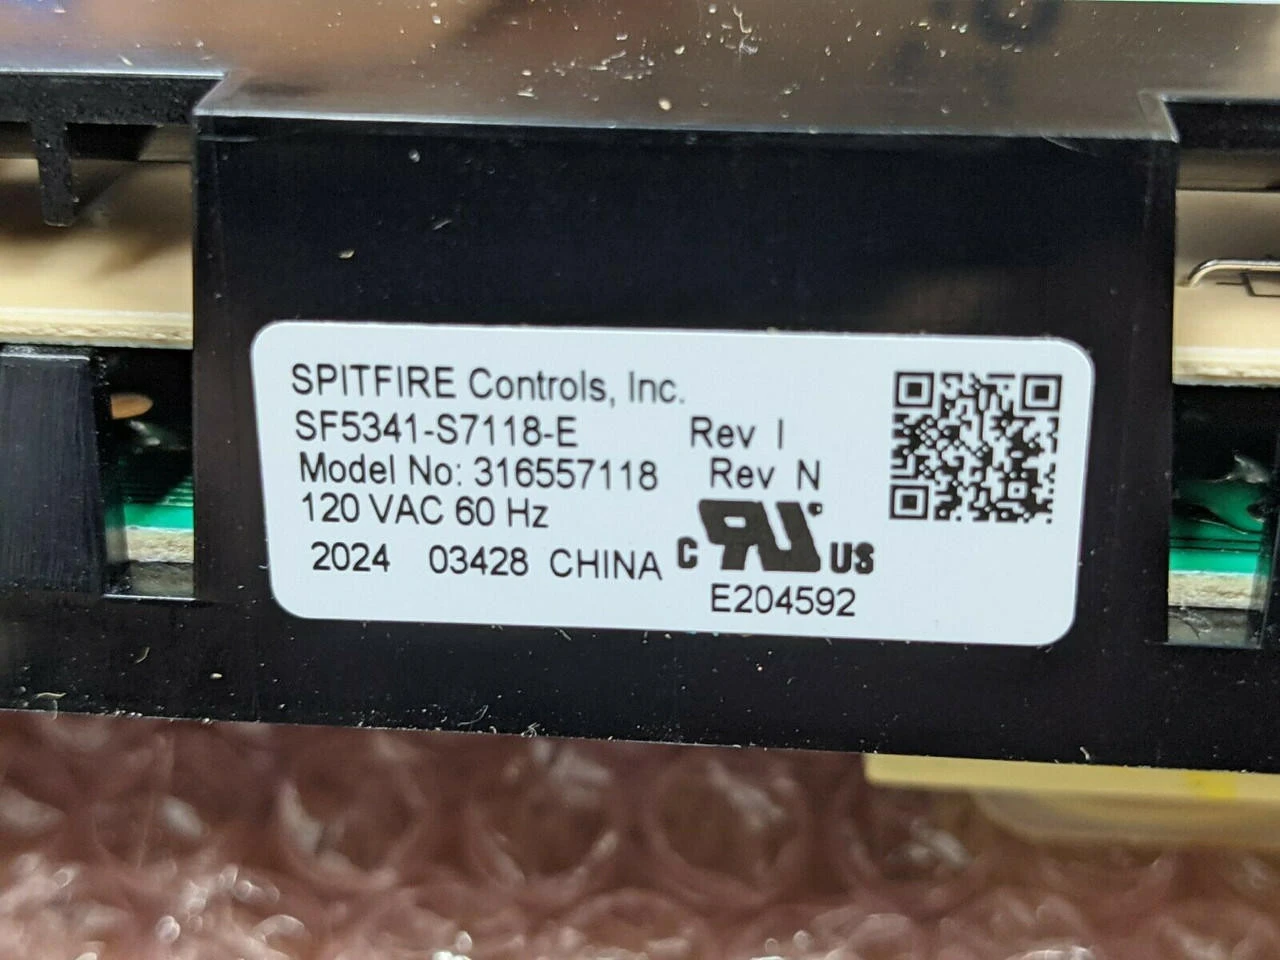 SPITFIRE Controls, Inc.
SF5341-S7118-E Rev I
Model No: 316557118 Rev N
120 VAC 60 Hz
2024 03428 CHINA C RU® US
E204592